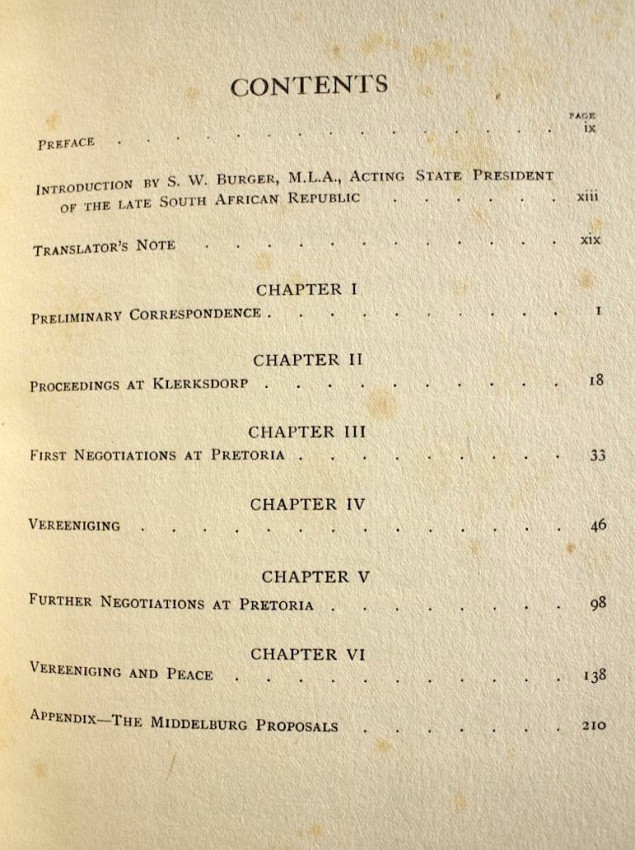 CONTENTS
PAGE
PREFACE . . . . . . . . . . . . . . ix
INTRODUCTION BY S. W. BURGER, M.L.A., ACTING STATE PRESIDENT
OF THE LATE SOUTH AFRICAN REPUBLIC . . . . . . xiii
TRANSLATOR'S NOTE . . . . . . . . . . . . xix
CHAPTER I
PRELIMINARY CORRESPONDENCE . . . . . . . . . . 1
CHAPTER II
PROCEEDINGS AT KLERKSDORP . . . . . . . . . . 18
CHAPTER III
FIRST NEGOTIATIONS AT PRETORIA . . . . . . . . . 33
CHAPTER IV
VEREENIGING . . . . . . . . . . . . . . 46
CHAPTER V
FURTHER NEGOTIATIONS AT PRETORIA . . . . . . . . 98
CHAPTER VI
VEREENIGING AND PEACE . . . . . . . . . . . 138
APPENDIX—THE MIDDELBURG PROPOSALS . . . . . . . 210